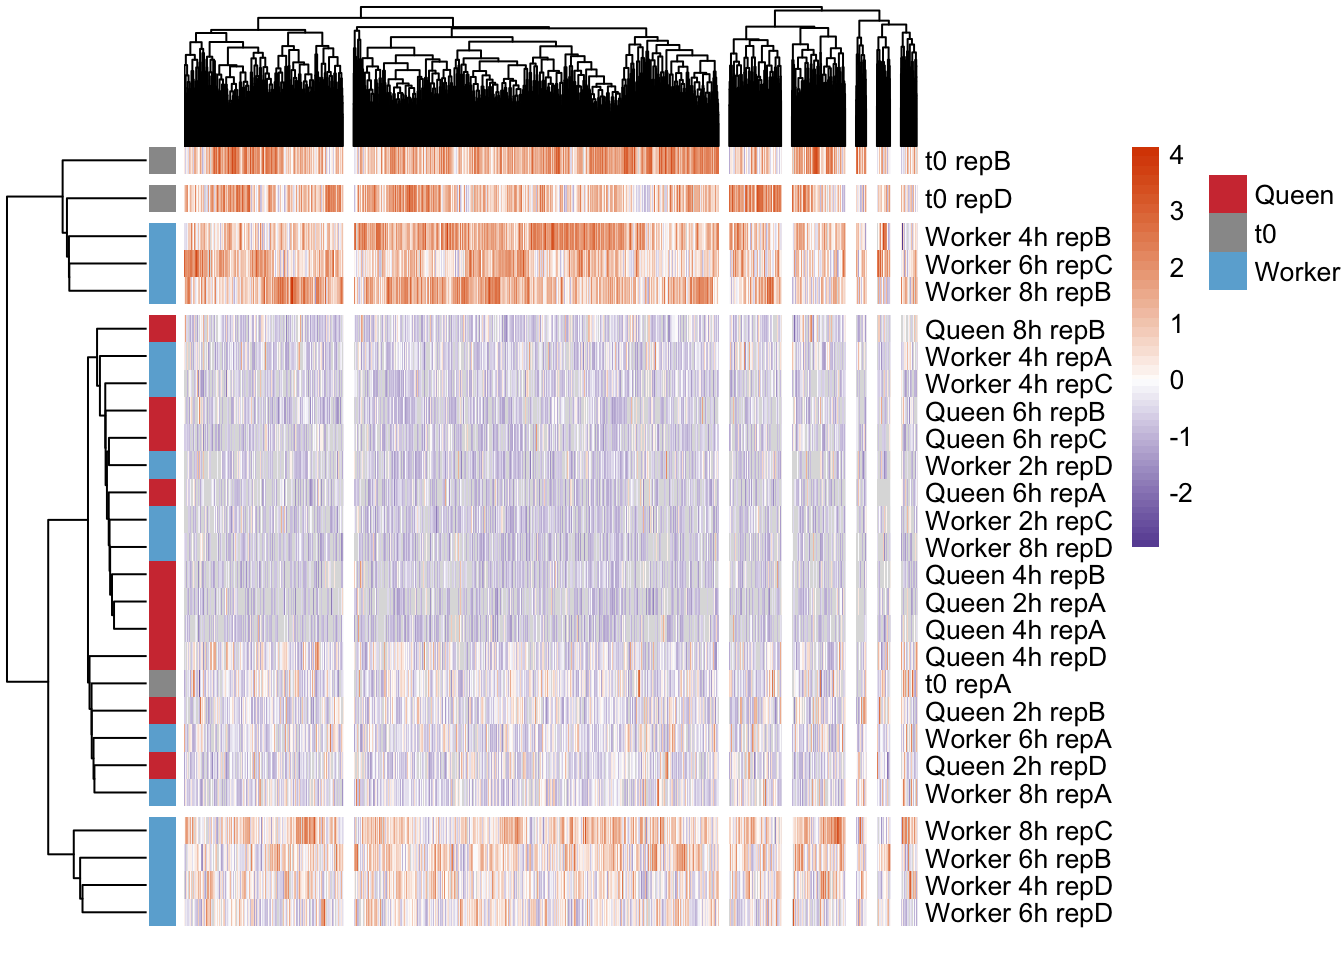 t0 repB
t0 repD
Worker 4h repB
Worker 6h repC
Worker 8h repB
Queen 8h repB
Worker 4h repA
Worker 4h repC
Queen 6h repB
Queen 6h repC
Worker 2h repD
Queen 6h repA
Worker 2h repC
Worker 8h repD
Queen 4h repB
Queen 2h repA
Queen 4h repA
Queen 4h repD
t0 repA
Queen 2h repB
Worker 6h repA
Queen 2h repD
Worker 8h repA
Worker 8h repC
Worker 6h repB
Worker 4h repD
Worker 6h repD
4
3
2
1
0
-1
-2
Queen
t0
Worker